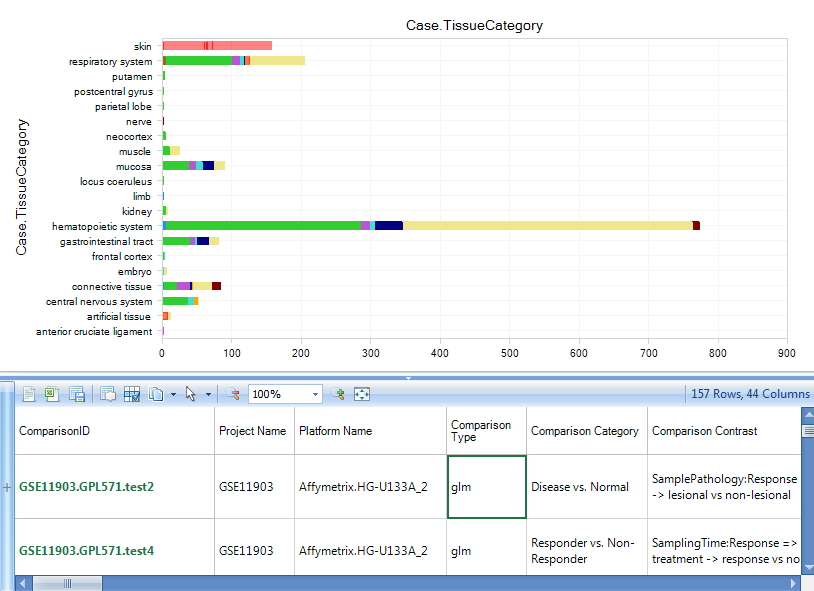 Case.TissueCategory
Case.TissueCategory
skin
respiratory system
putamen
postcentral gyrus
parietal lobe
nerve
neocortex
muscle
mucosa
locus coeruleus
limb
kidney
hematopoietic system
gastrointestinal tract
frontal cortex
embryo
connective tissue
central nervous system
artificial tissue
anterior cruciate ligament
0 100 200 300 400 500 600 700 800 900
100% 157 Rows, 44 Columns
ComparisonID Project Name Platform Name Comparison Type Comparison Category Comparison Contrast
GSE11903.GPL571.test2 GSE11903 Affymetrix.HG-U133A_2 glm Disease vs. Normal SamplePathology:Response
-> lesional vs non-lesional
GSE11903.GPL571.test4 GSE11903 Affymetrix.HG-U133A_2 glm Responder vs. Non-Responder SamplingTime:Response =>
treatment -> response vs no